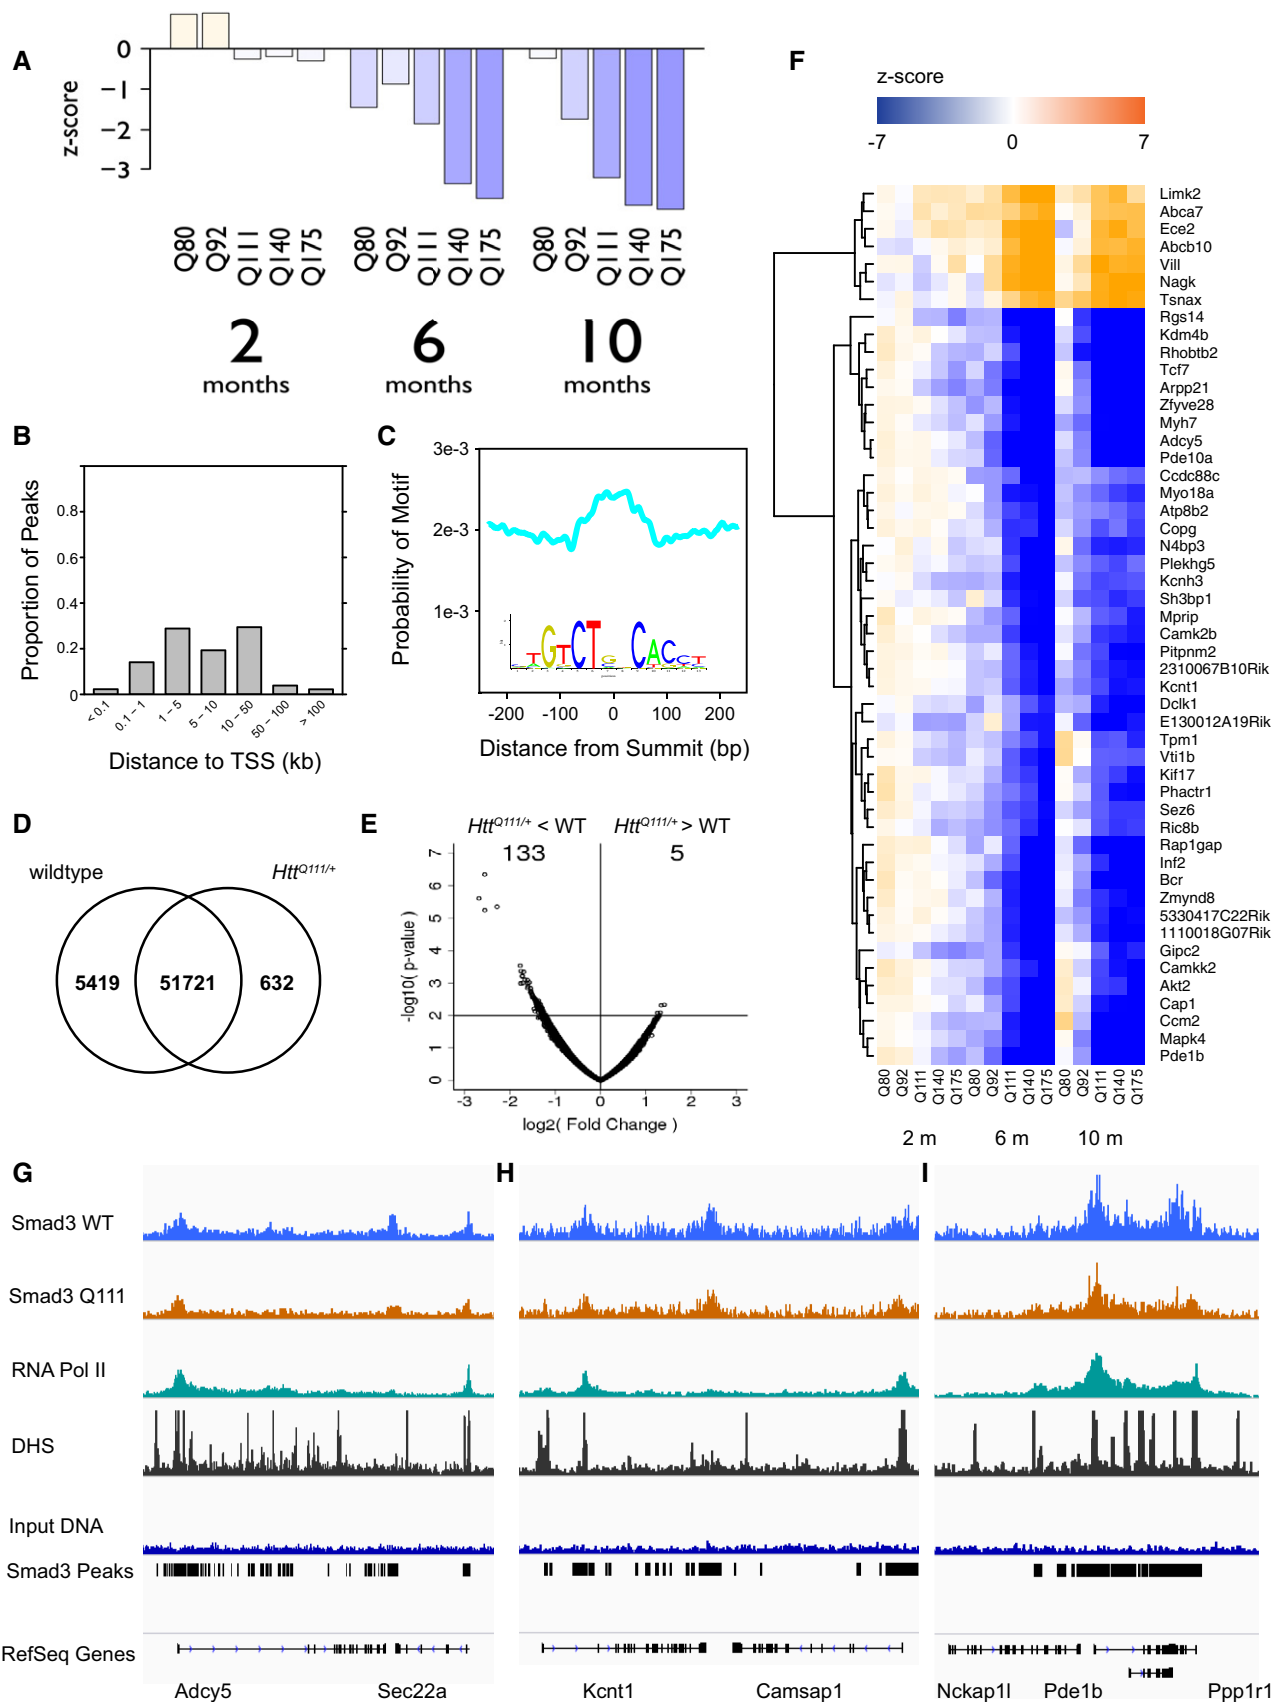 A
z-score
0
−1
−2
−3
Q80
Q92
Q111
Q140
Q175
Q80
Q92
Q111
Q140
Q175
Q80
Q92
Q111
Q140
Q175
2
months
6
months
10
months
B
Proportion of Peaks
0.8
0.6
0.4
0.2
0
< 0.1
0.1 – 1
1 – 5
5 – 10
10 – 50
50 – 100
> 100
Distance to TSS (kb)
C
Probability of Motif
3e-3
2e-3
1e-3
TGTCTG CACCT
-200
-100
0
100
200
Distance from Summit (bp)
D
wildtype
Htt^Q111/+
5419
51721
632
E
Htt^Q111/+ < WT
Htt^Q111/+ > WT
133
5
-log10( p-value )
7
6
5
4
3
2
1
0
-3
-2
-1
0
1
2
3
log2( Fold Change )
F
z-score
-7
0
7
Limk2
Abca7
Ece2
Abcb10
Vill
Nagk
Tsnax
Rgs14
Kdm4b
Rhobtb2
Tcf7
Arpp21
Zfyve28
Myh7
Adcy5
Pde10a
Ccdc88c
Myo18a
Atp8b2
Copg
N4bp3
Plekhg5
Kcnh3
Sh3bp1
Mprip
Camk2b
Pitpnm2
2310067B10Rik
Kcnt1
Dclk1
E130012A19Rik
Tpm1
Vti1b
Kif17
Phactr1
Sez6
Ric8b
Rap1gap
Inf2
Bcr
Zmynd8
5330417C22Rik
1110018G07Rik
Gipc2
Camkk2
Akt2
Cap1
Ccm2
Mapk4
Pde1b
Q80
Q92
Q111
Q140
Q175
Q80
Q92
Q111
Q140
Q175
Q80
Q92
Q111
Q140
Q175
2 m
6 m
10 m
G
H
I
Smad3 WT
Smad3 Q111
RNA Pol II
DHS
Input DNA
Smad3 Peaks
RefSeq Genes
Adcy5
Sec22a
Kcnt1
Camsap1
Nckap1l
Pde1b
Ppp1r1